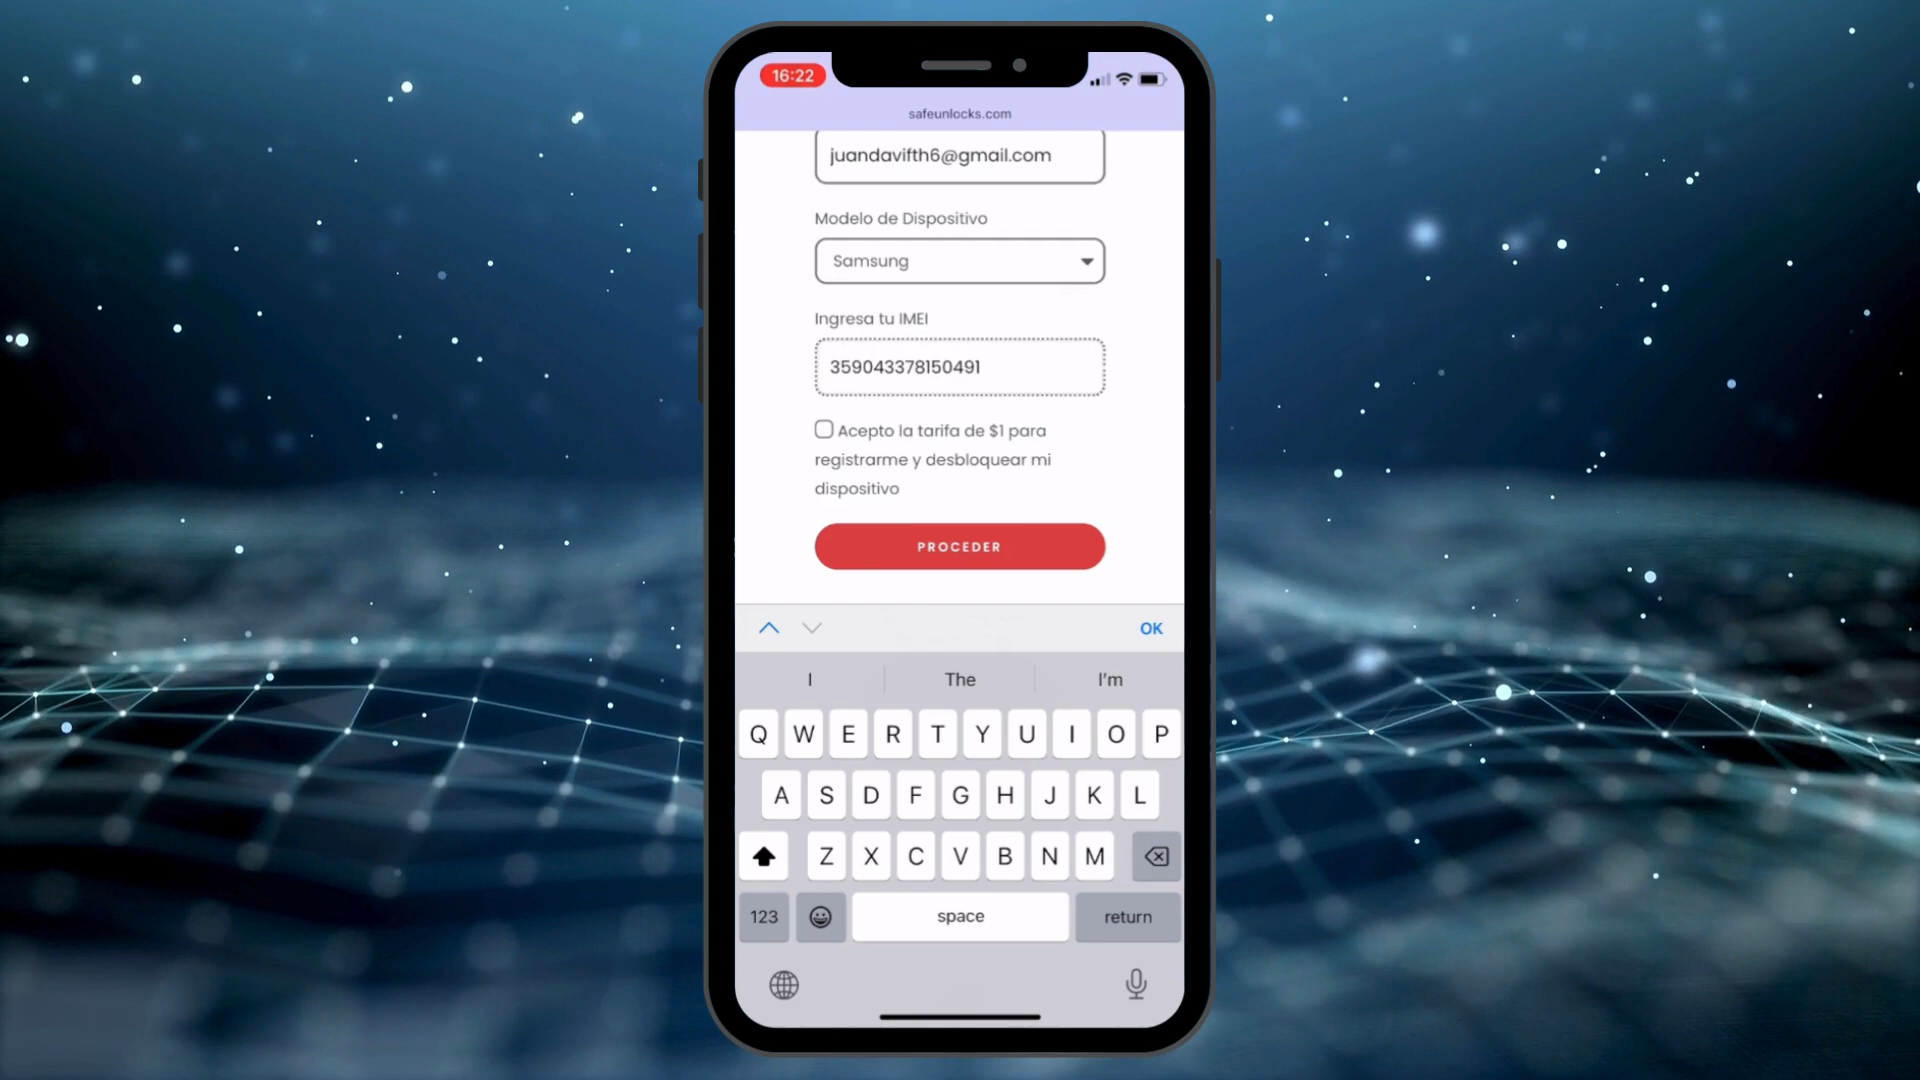 16:22
safeunlocks.com
juandavifth6@gmail.com
Modelo de Dispositivo
Samsung
Ingresa tu IMEI
359043378150491
Acepto la tarifa de $1 para
registrarme y desbloquear mi
dispositivo
PROCEDER
OK
I The I'm
Q W E R T Y U I O P
A S D F G H J K L
Z X C V B N M
123 space return